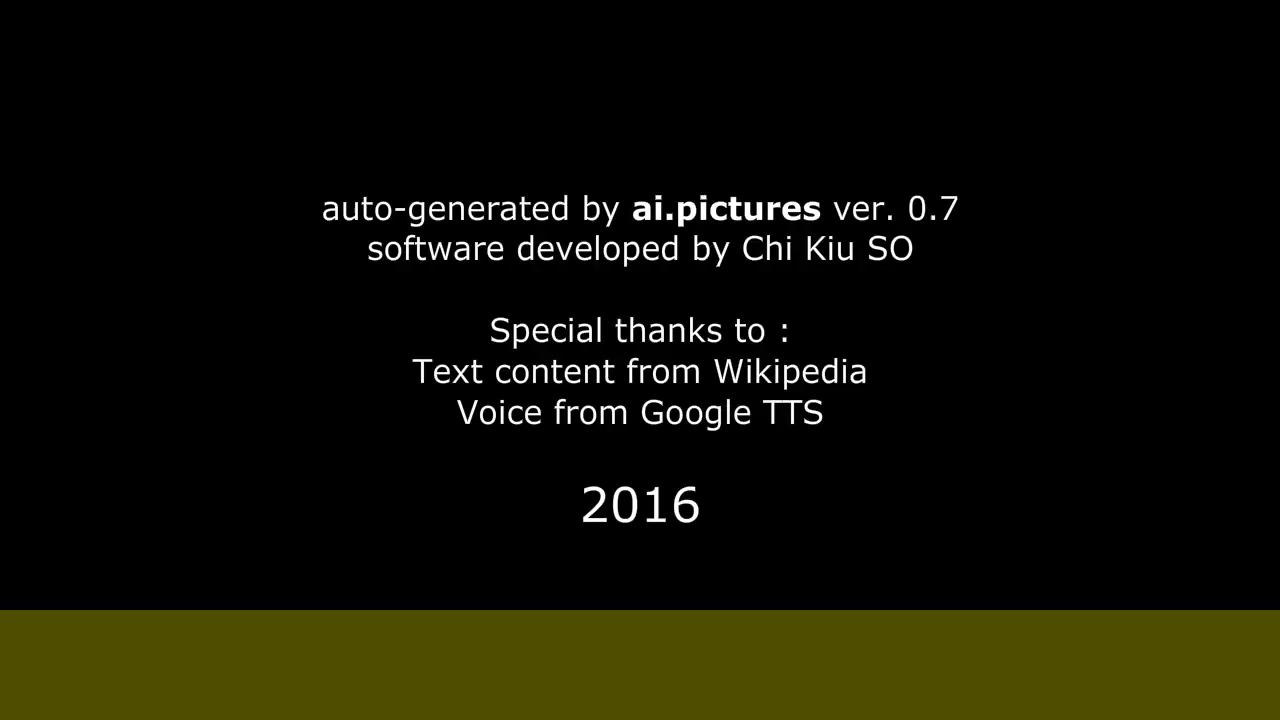 auto-generated by ai.pictures ver. 0.7
software developed by Chi Kiu SO
Special thanks to :
Text content from Wikipedia
Voice from Google TTS
2016